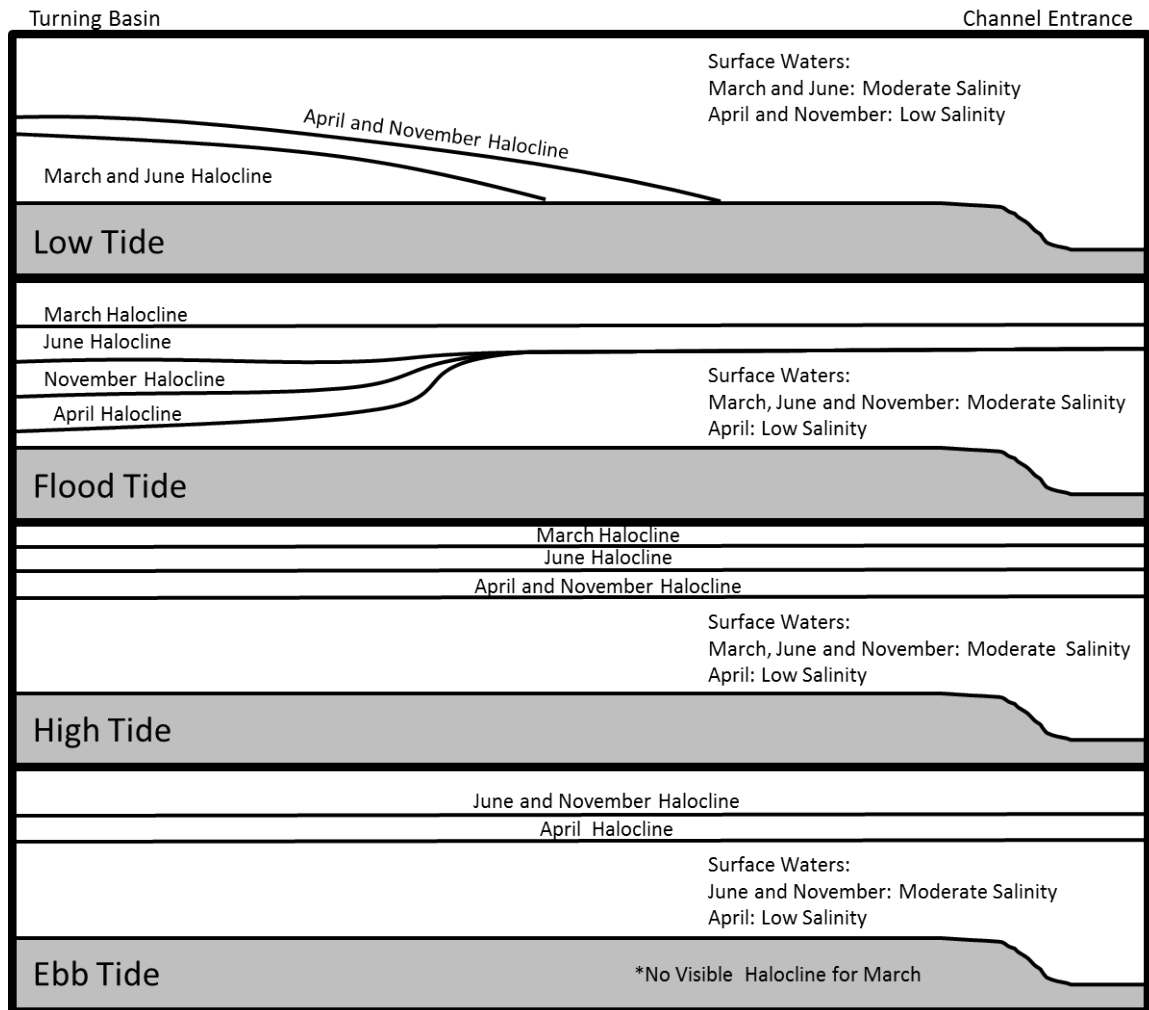 Turning Basin
Channel Entrance
Surface Waters:
March and June: Moderate Salinity
April and November: Low Salinity
April and November Halocline
March and June Halocline
Low Tide
March Halocline
June Halocline
November Halocline
April Halocline
Surface Waters:
March, June and November: Moderate Salinity
April: Low Salinity
Flood Tide
March Halocline
June Halocline
April and November Halocline
Surface Waters:
March, June and November: Moderate Salinity
April: Low Salinity
High Tide
June and November Halocline
April Halocline
Surface Waters:
June and November: Moderate Salinity
April: Low Salinity
Ebb Tide
*No Visible Halocline for March